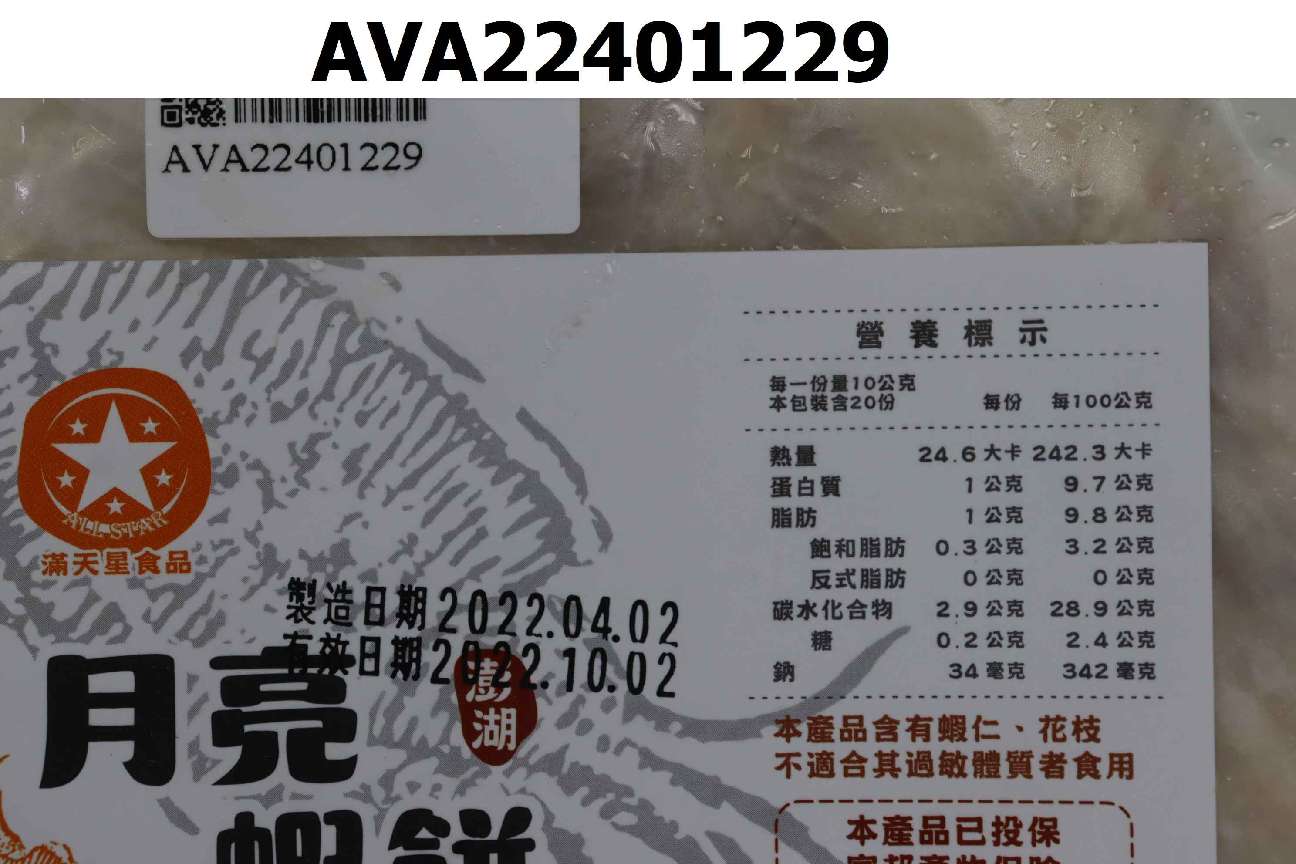 AVA22401229
AVA22401229
營養標示
每一份量10公克
本包裝含20份 每份 每100公克
熱量 24.6大卡 242.3大卡
蛋白質 1公克 9.7公克
脂肪 1公克 9.8公克
飽和脂肪 0.3公克 3.2公克
反式脂肪 0公克 0公克
碳水化合物 2.9公克 28.9公克
糖 0.2公克 2.4公克
鈉 34毫克 342毫克
本產品含有蝦仁、花枝
不適合其過敏體質者食用
本產品已投保
ALL STAR
滿天星食品
製造日期2022.04.02
有效日期2022.10.02
月亮
蝦餅
澎湖